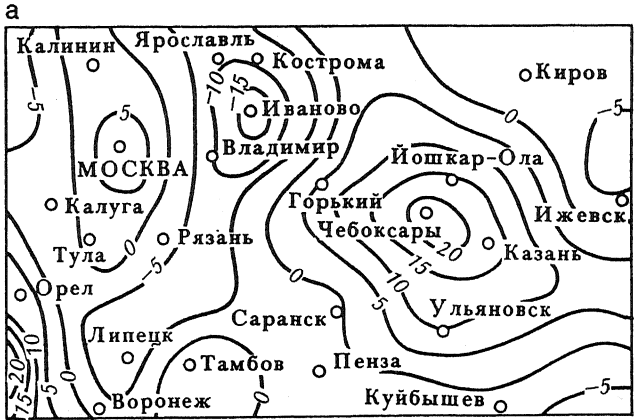 а
Калинин
Ярославль
Кострома
Киров
-5
-10
-15
5
0
-5
Иваново
Владимир
МОСКВА
Йошкар-Ола
Калуга
Горький
Ижевск
Тула
0
Рязань
Чебоксары
20
Казань
-5
0
10
15
Орел
5
Саранск
Ульяновск
Липецк
20
15
10
5
0
Тамбов
Пенза
0
-5
Воронеж
Куйбышев